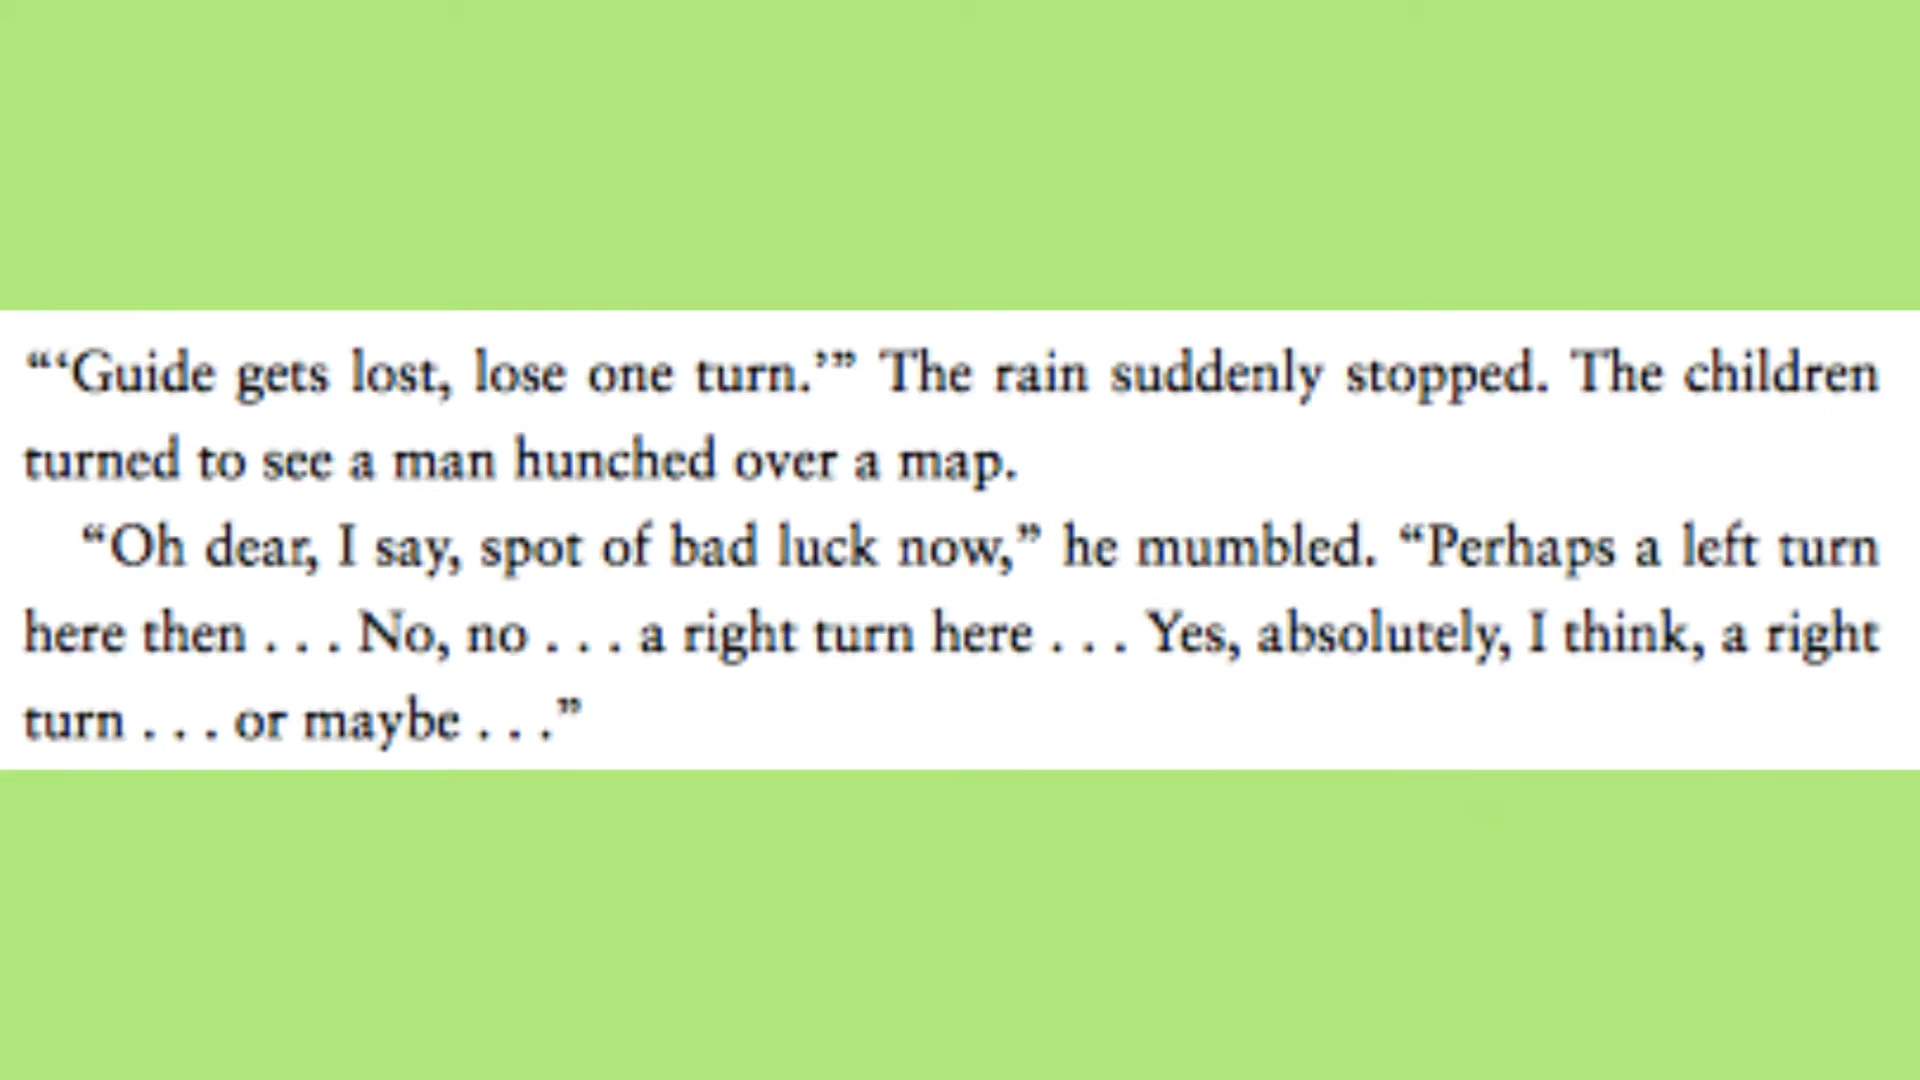 “‘Guide gets lost, lose one turn.’” The rain suddenly stopped. The children
turned to see a man hunched over a map.
“Oh dear, I say, spot of bad luck now,” he mumbled. “Perhaps a left turn
here then . . . No, no . . . a right turn here . . . Yes, absolutely, I think, a right
turn . . . or maybe . . .”